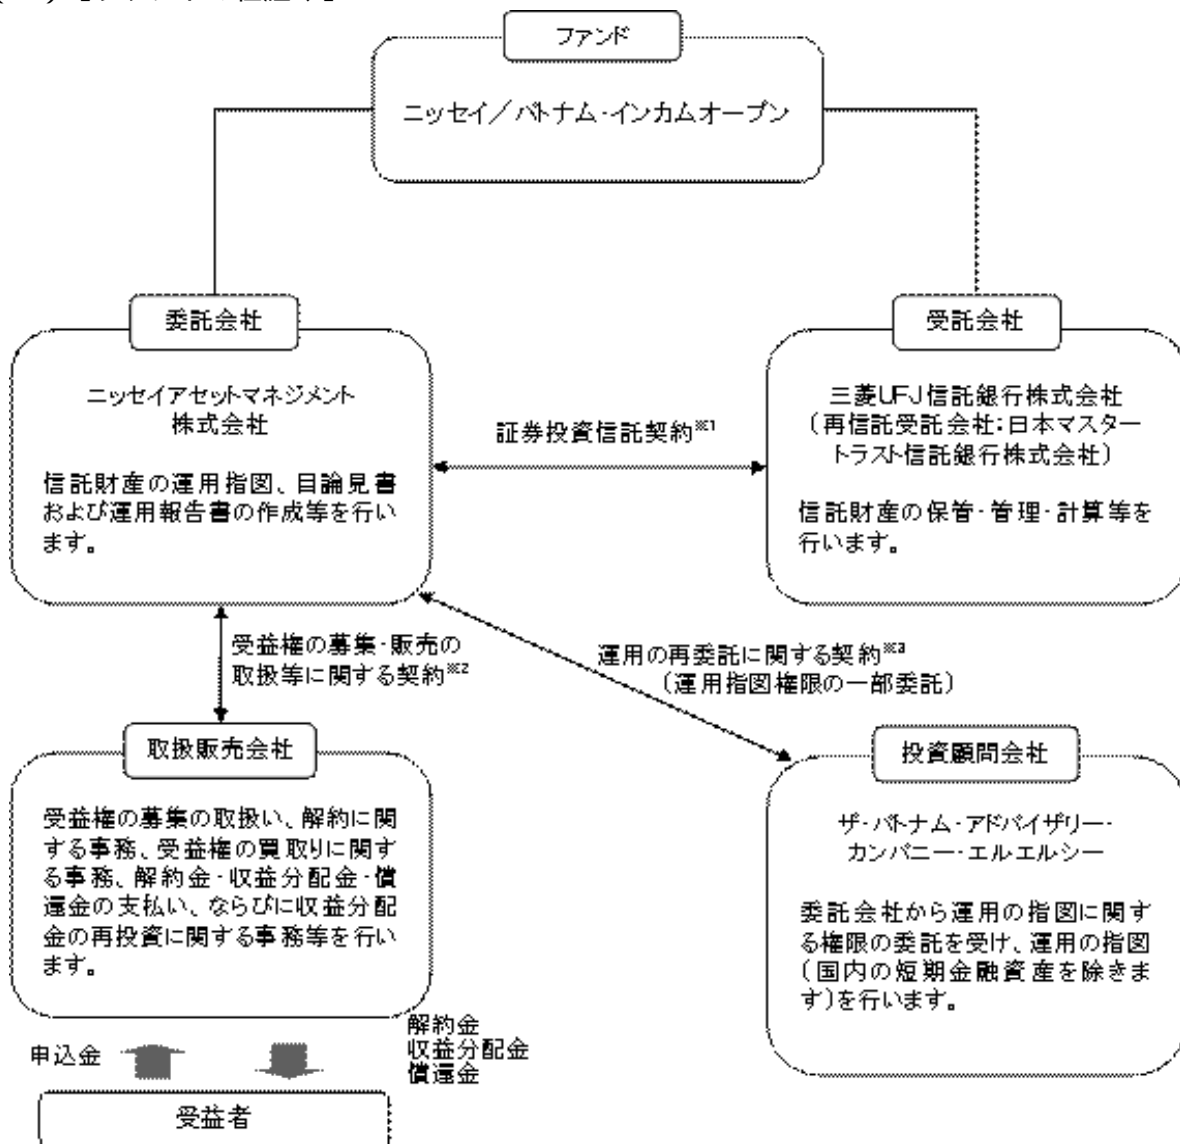 ファンド
ニッセイ／パトナム・インカムオープン
委託会社
ニッセイアセットマネジメント
株式会社
信託財産の運用指図、目論見書
および運用報告書の作成等を行い
ます。
証券投資信託契約※1
受託会社
三菱UFJ信託銀行株式会社
（再信託受託会社：日本マスター
トラスト信託銀行株式会社）
信託財産の保管・管理・計算等を
行います。
受益権の募集・販売の
取扱等に関する契約※2
運用の再委託に関する契約※3
（運用指図権限の一部委託）
取扱販売会社
受益権の募集の取扱い、解約に関
する事務、受益権の買取りに関す
る事務、解約金・収益分配金・償
還金の支払い、ならびに収益分配
金の再投資に関する事務等を行い
ます。
投資顧問会社
ザ・パトナム・アドバイザリー・
カンパニー・エルエルシー
委託会社から運用の指図に関す
る権限の委託を受け、運用の指図
（国内の短期金融資産を除きま
す）を行います。
申込金
解約金
収益分配金
償還金
受益者